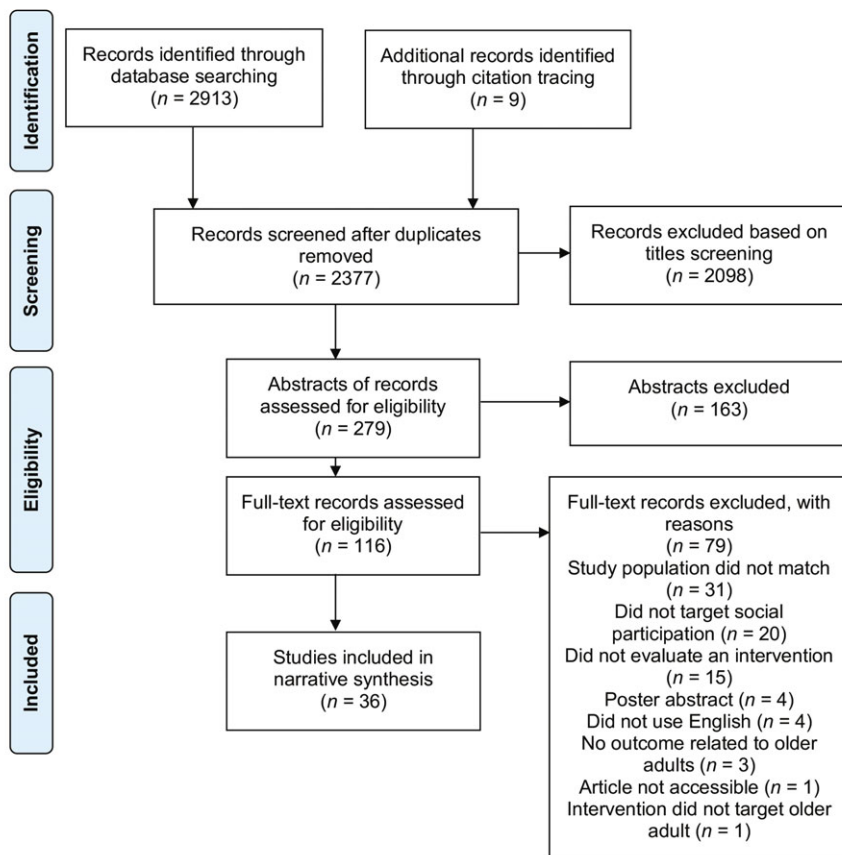 Identification
Records identified through
database searching
(n = 2913)
Additional records identified
through citation tracing
(n = 9)
Screening
Records screened after duplicates
removed
(n = 2377)
Records excluded based on
titles screening
(n = 2098)
Eligibility
Abstracts of records
assessed for eligibility
(n = 279)
Abstracts excluded
(n = 163)
Full-text records assessed
for eligibility
(n = 116)
Full-text records excluded, with
reasons
(n = 79)
Study population did not match
(n = 31)
Did not target social
participation (n = 20)
Did not evaluate an intervention
(n = 15)
Poster abstract (n = 4)
Did not use English (n = 4)
No outcome related to older
adults (n = 3)
Article not accessible (n = 1)
Intervention did not target older
adult (n = 1)
Included
Studies included in
narrative synthesis
(n = 36)